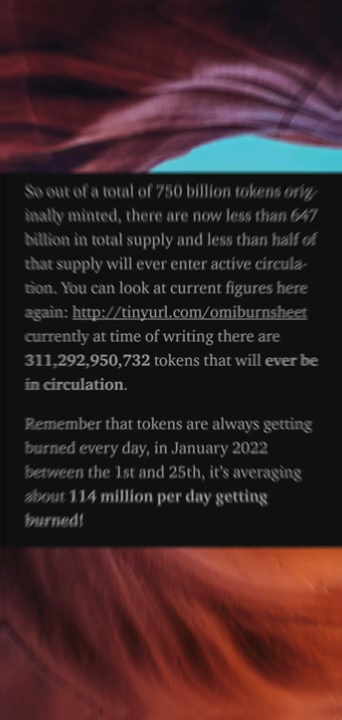 So out of a total of 750 billion tokens orig-
inally minted, there are now less than 647
billion in total supply and less than half of
that supply will ever enter active circula-
tion. You can look at current figures here
again: http://tinyurl.com/omiburnsheet
currently at time of writing there are
311,292,950,732 tokens that will ever be
in circulation.
Remember that tokens are always getting
burned every day, in January 2022
between the 1st and 25th, it's averaging
about 114 million per day getting
burned!